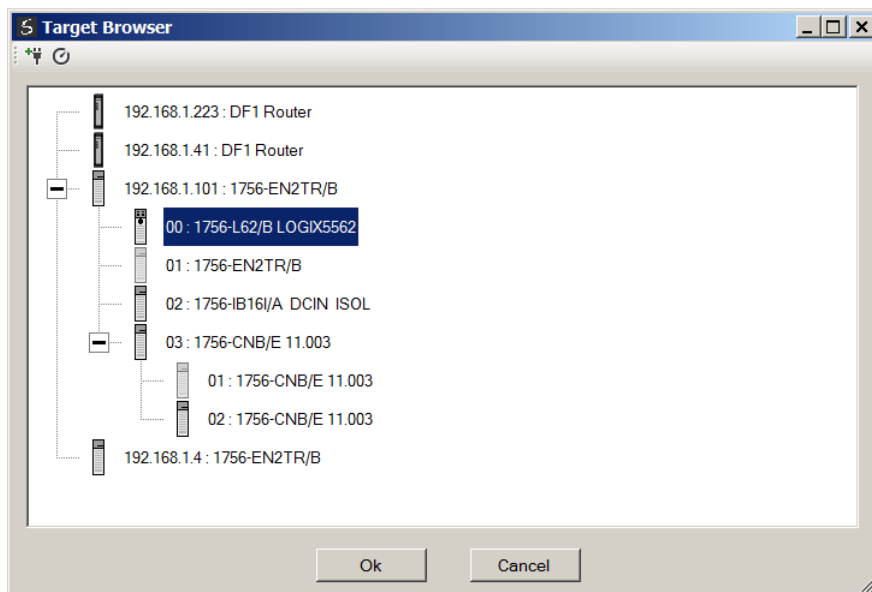 Target Browser
192.168.1.223 : DF1 Router
192.168.1.41 : DF1 Router
192.168.1.101 : 1756-EN2TR/B
00 : 1756-L62/B LOGIX5562
01 : 1756-EN2TR/B
02 : 1756-IB16I/A DCIN ISOL
03 : 1756-CNB/E 11.003
01 : 1756-CNB/E 11.003
02 : 1756-CNB/E 11.003
192.168.1.4 : 1756-EN2TR/B
Ok Cancel